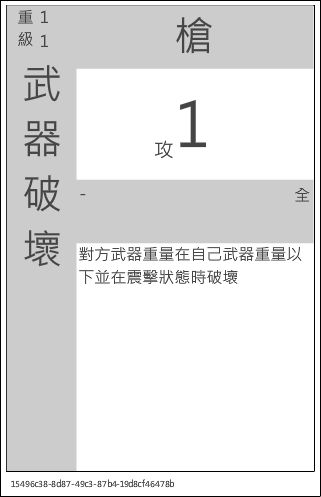 重 1
級 1
槍
武器破壞
攻 1
- 全
對方武器重量在自己武器重量以
下並在震擊狀態時破壞
15496c38-8d87-49c3-87b4-19d8cf46478b